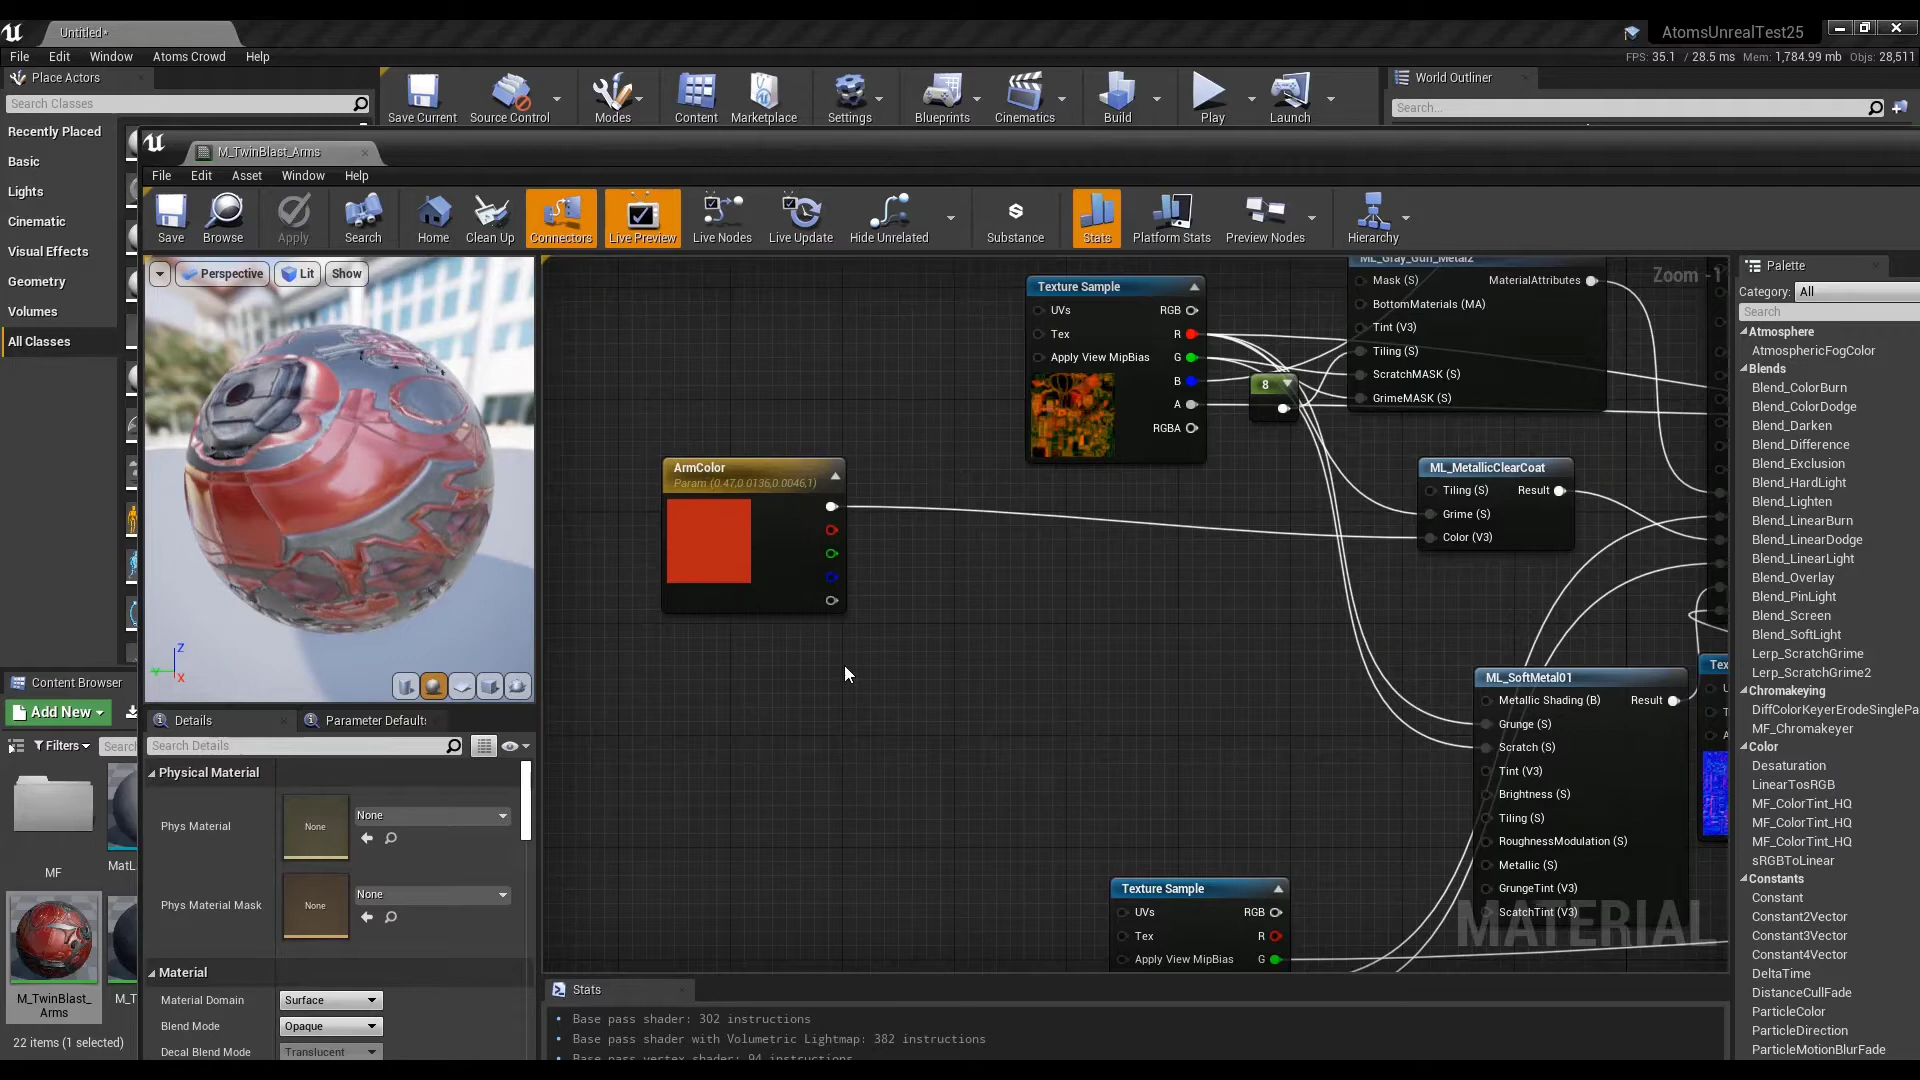 Untitled*
AtomsUnrealTest25
File Edit Window Atoms Crowd Help
FPS: 35.1 / 28.5 ms Mem: 1,784.99 mb Objs: 28,511
Place Actors
World Outliner
Search Classes
Search...
Save Current Source Control Modes Content Marketplace Settings Blueprints Cinematics Build Play Launch
Recently Placed
Basic
Lights
Cinematic
Visual Effects
Geometry
Volumes
All Classes
M_TwinBlast_Arms
File Edit Asset Window Help
Save Browse Apply Search Home Clean Up Connectors Live Preview Live Nodes Live Update Hide Unrelated Substance Stats Platform Stats Preview Nodes Hierarchy
Perspective Lit Show
Z
Y
X
Zoom -1
Texture Sample
UVs RGB
Tex R
Apply View MipBias G
B
A
RGBA
8
ML_Gray_Gun_Metal2
Mask (S) MaterialAttributes
BottomMaterials (MA)
Tint (V3)
Tiling (S)
ScratchMASK (S)
GrimeMASK (S)
ArmColor
Param (0.47,0.0136,0.0046,1)
ML_MetallicClearCoat
Tiling (S) Result
Grime (S)
Color (V3)
ML_SoftMetal01
Metallic Shading (B) Result
Grunge (S)
Scratch (S)
Tint (V3)
Brightness (S)
Tiling (S)
RoughnessModulation (S)
Metallic (S)
GrungeTint (V3)
ScatchTint (V3)
Tex
MATERIAL
Texture Sample
UVs RGB
Tex R
Apply View MipBias G
Palette
Category: All
Search
Atmosphere
AtmosphericFogColor
Blends
Blend_ColorBurn
Blend_ColorDodge
Blend_Darken
Blend_Difference
Blend_Exclusion
Blend_HardLight
Blend_Lighten
Blend_LinearBurn
Blend_LinearDodge
Blend_LinearLight
Blend_Overlay
Blend_PinLight
Blend_Screen
Blend_SoftLight
Lerp_ScratchGrime
Lerp_ScratchGrime2
Chromakeying
DiffColorKeyerErodeSinglePa
MF_Chromakeyer
Color
Desaturation
LinearTosRGB
MF_ColorTint_HQ
MF_ColorTint_HQ
MF_ColorTint_HQ
sRGBToLinear
Constants
Constant
Constant2Vector
Constant3Vector
Constant4Vector
DeltaTime
DistanceCullFade
ParticleColor
ParticleDirection
ParticleMotionBlurFade
Content Browser
Add New
Filters Searc
MF
MatL
M_TwinBlast_
Arms
M_T
22 items (1 selected)
Details Parameter Defaults
Search Details
Physical Material
Phys Material None None
Phys Material Mask None None
Material
Material Domain Surface
Blend Mode Opaque
Decal Blend Mode Translucent
Stats
Base pass shader: 302 instructions
Base pass shader with Volumetric Lightmap: 382 instructions
Base pass vertex shader: 94 instructions